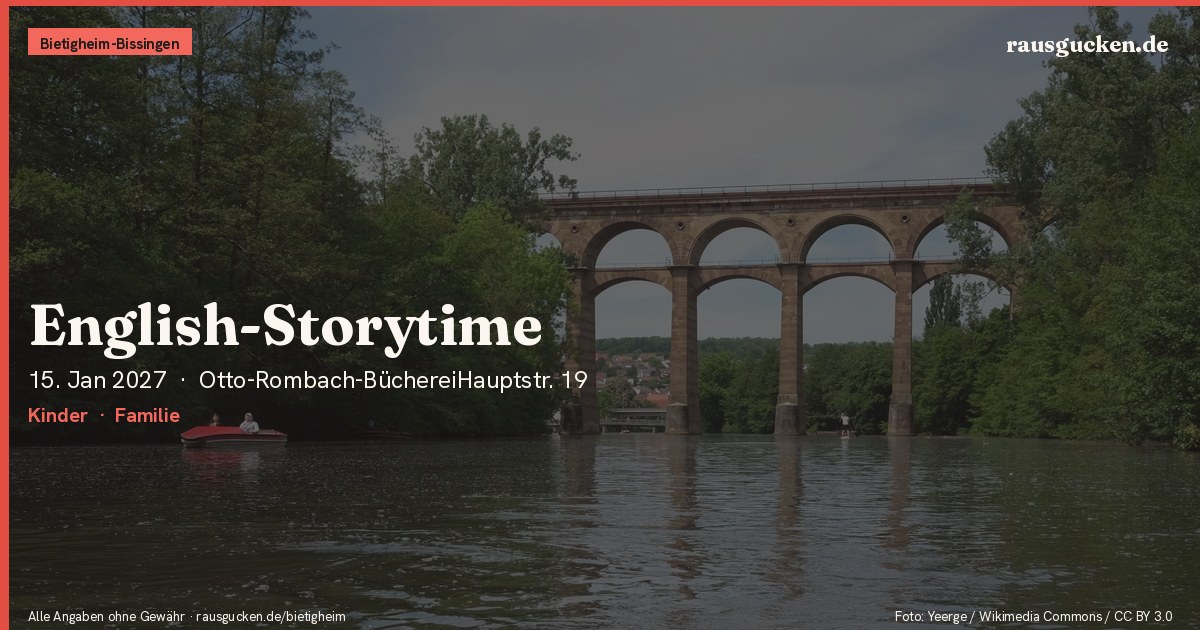 Bietigheim-Bissingen
rausgucken.de
English-Storytime
15. Jan 2027 · Otto-Rombach-BüchereiHauptstr. 19
Kinder · Familie
Alle Angaben ohne Gewähr · rausgucken.de/bietigheim
Foto: Yeerge / Wikimedia Commons / CC BY 3.0